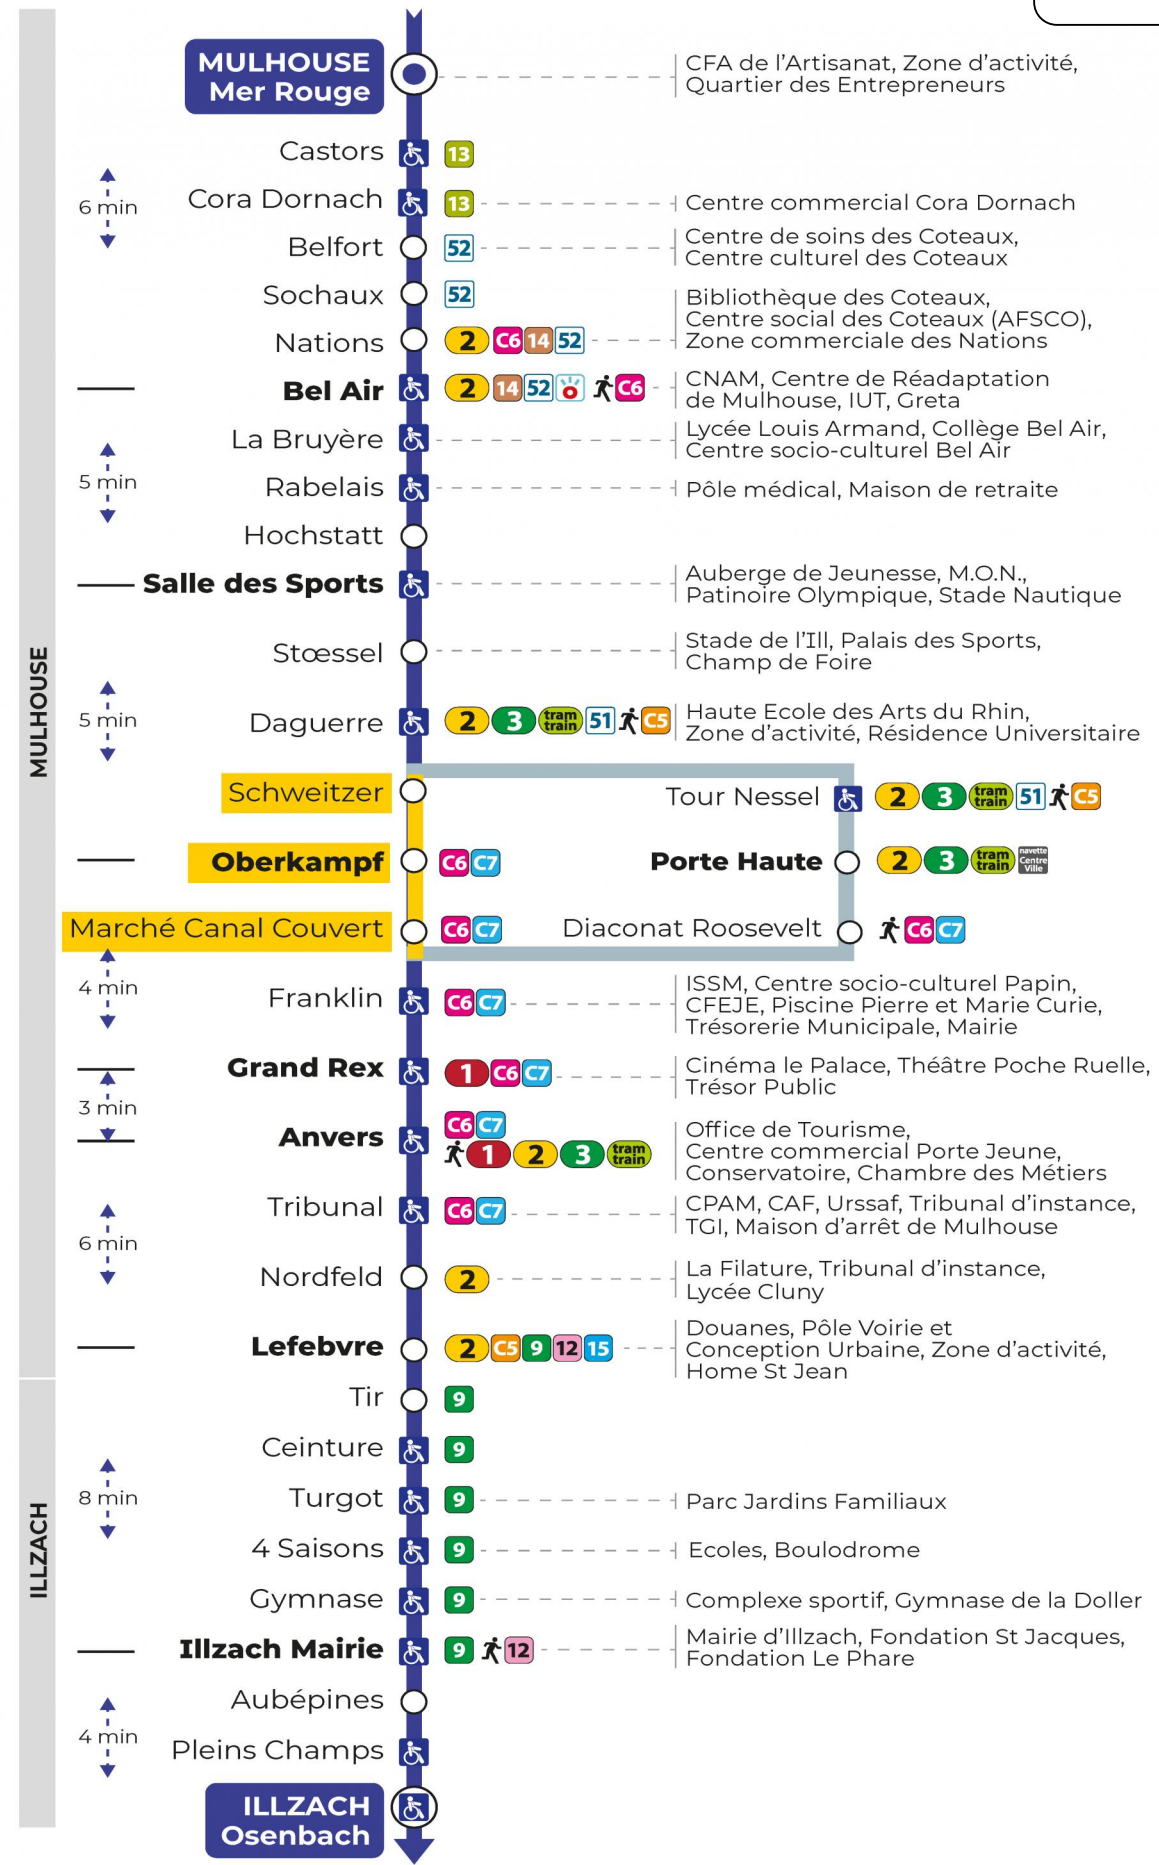 MULHOUSE
Mer Rouge
CFA de l'Artisanat, Zone d'activité,
Quartier des Entrepreneurs
Castors 13
6 min
Cora Dornach 13 Centre commercial Cora Dornach
Belfort 52 Centre de soins des Coteaux,
Centre culturel des Coteaux
Sochaux 52
Nations 2 C6 14 52 Bibliothèque des Coteaux,
Centre social des Coteaux (AFSCO),
Zone commerciale des Nations
Bel Air 2 14 52 C6 CNAM, Centre de Réadaptation
de Mulhouse, IUT, Greta
La Bruyère Lycée Louis Armand, Collège Bel Air,
Centre socio-culturel Bel Air
5 min
Rabelais Pôle médical, Maison de retraite
Hochstatt
Salle des Sports Auberge de Jeunesse, M.O.N.,
Patinoire Olympique, Stade Nautique
Stœssel Stade de l'Ill, Palais des Sports,
Champ de Foire
MULHOUSE
5 min
Daguerre 2 3 tram train 51 C5 Haute Ecole des Arts du Rhin,
Zone d'activité, Résidence Universitaire
Schweitzer
Tour Nessel 2 3 tram train 51 C5
Oberkampf C6 C7
Porte Haute 2 3 tram train navette Centre Ville
Marché Canal Couvert C6 C7
Diaconat Roosevelt C6 C7
4 min
Franklin C6 C7 ISSM, Centre socio-culturel Papin,
CFEJE, Piscine Pierre et Marie Curie,
Trésorerie Municipale, Mairie
Grand Rex 1 C6 C7 Cinéma le Palace, Théâtre Poche Ruelle,
Trésor Public
3 min
Anvers C6 C7
1 2 3 tram train
Office de Tourisme,
Centre commercial Porte Jeune,
Conservatoire, Chambre des Métiers
Tribunal C6 C7 CPAM, CAF, Urssaf, Tribunal d'instance,
TGI, Maison d'arrêt de Mulhouse
6 min
Nordfeld 2 La Filature, Tribunal d'instance,
Lycée Cluny
Lefebvre 2 C5 9 12 15 Douanes, Pôle Voirie et
Conception Urbaine, Zone d'activité,
Home St Jean
Tir 9
Ceinture 9
8 min
Turgot 9 Parc Jardins Familiaux
ILLZACH
4 Saisons 9 Ecoles, Boulodrome
Gymnase 9 Complexe sportif, Gymnase de la Doller
Illzach Mairie 9 12 Mairie d'Illzach, Fondation St Jacques,
Fondation Le Phare
Aubépines
4 min
Pleins Champs
ILLZACH
Osenbach